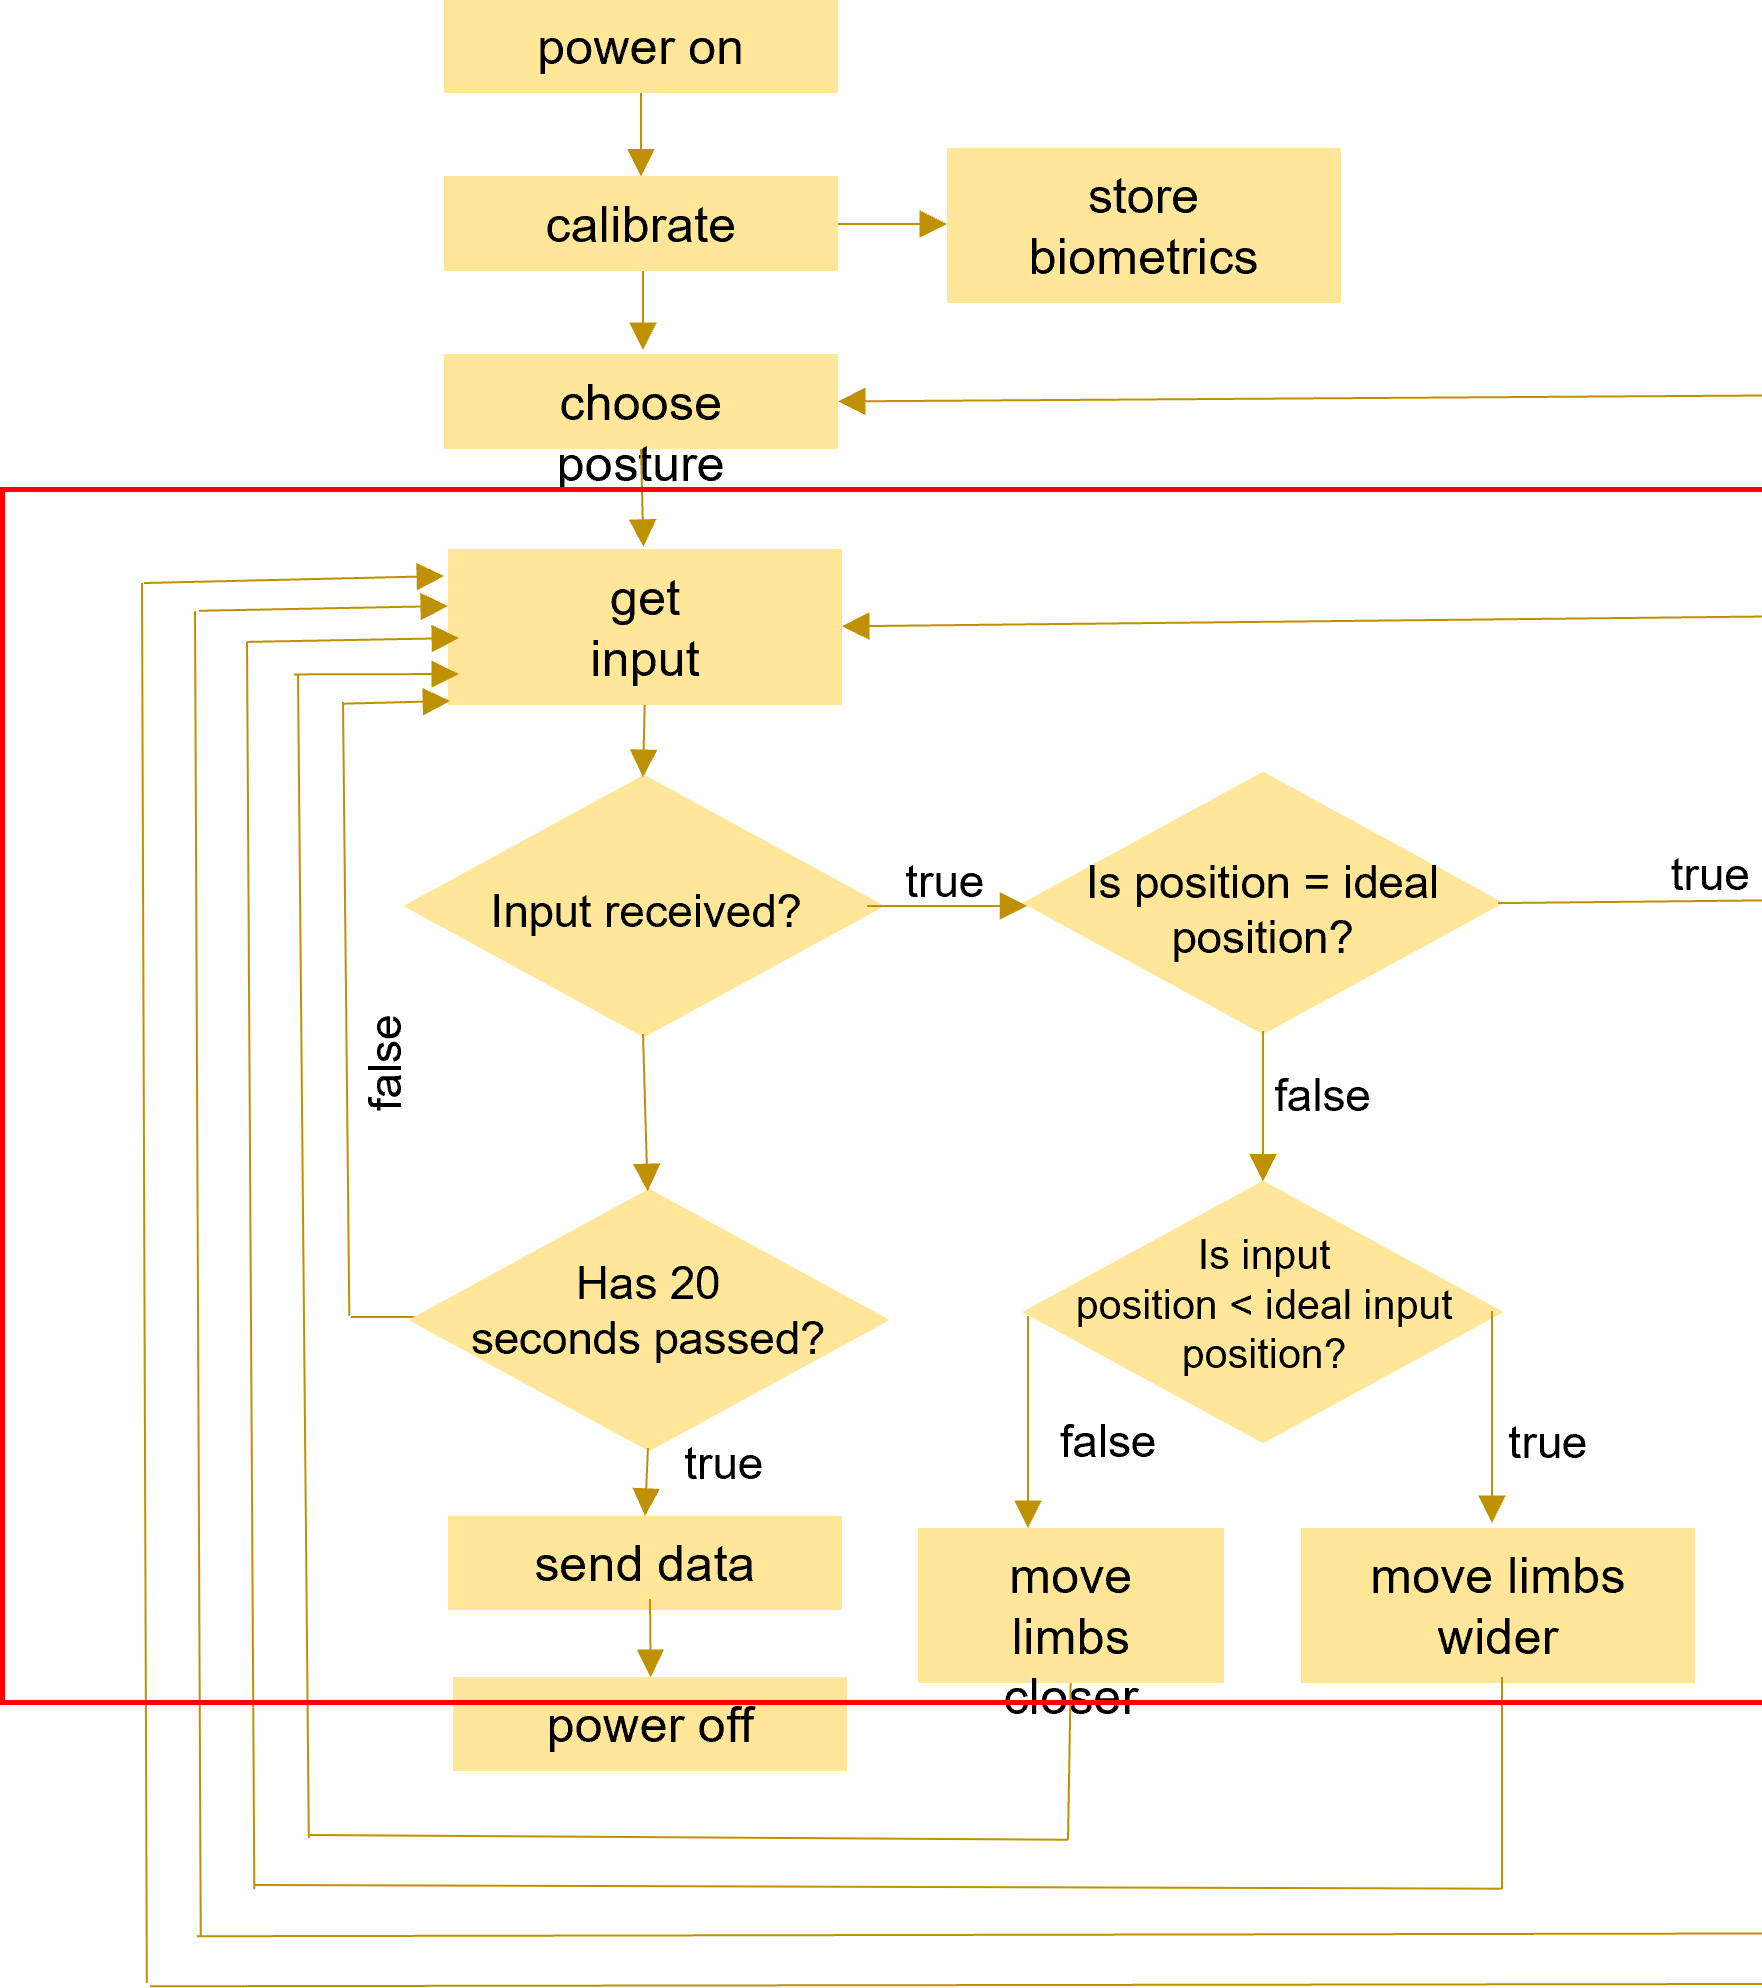 power on
calibrate
store
biometrics
choose
posture
get
input
Input received?
true
Is position = ideal
position?
true
false
false
Has 20
seconds passed?
Is input
position < ideal input
position?
true
false
true
send data
move
limbs
closer
move limbs
wider
power off